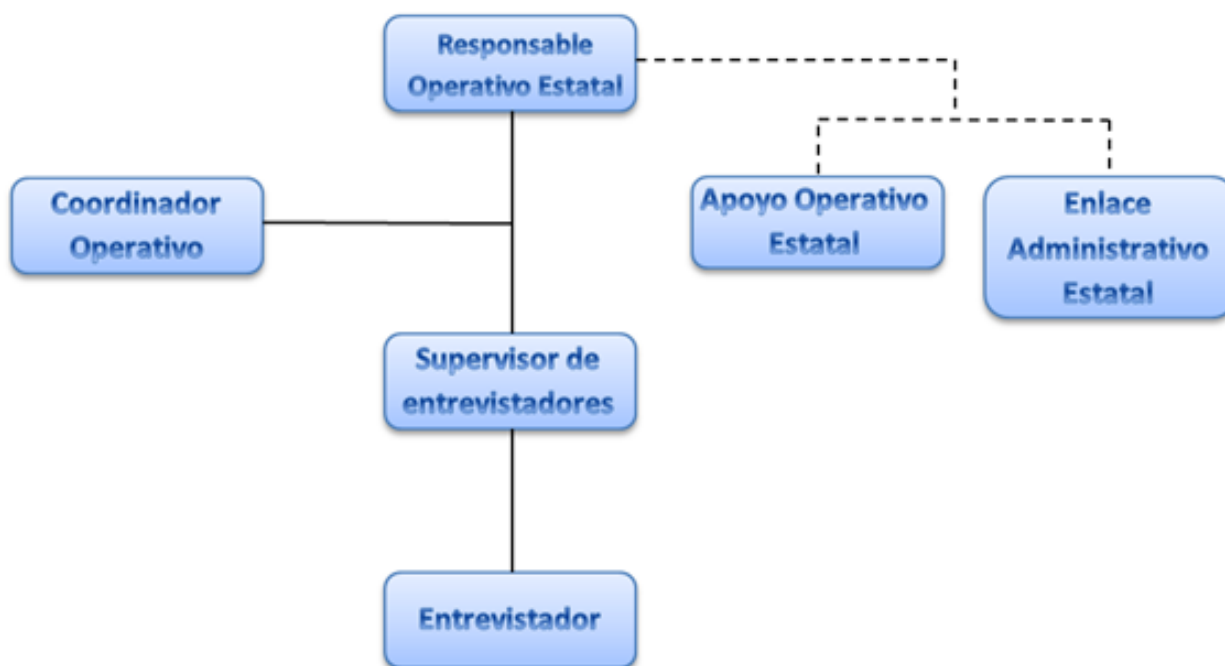 Responsable
Operativo Estatal
Coordinador
Operativo
Apoyo Operativo
Estatal
Enlace
Administrativo
Estatal
Supervisor de
entrevistadores
Entrevistador